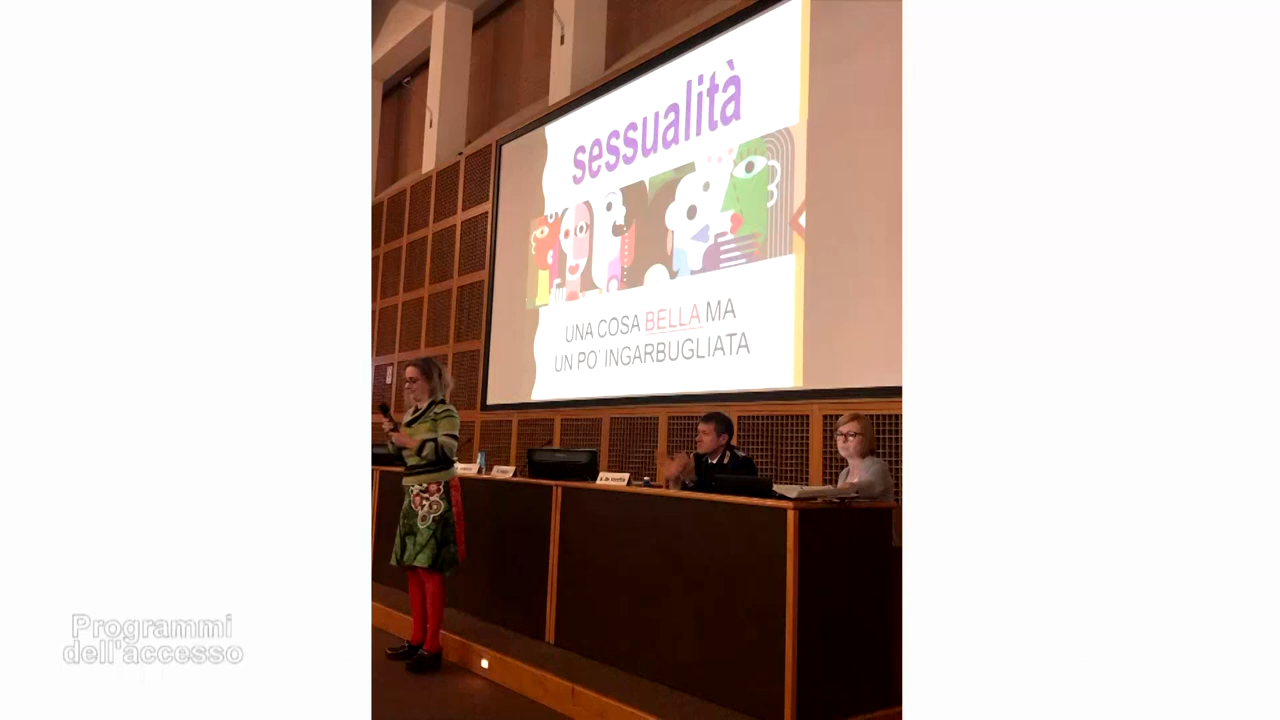 sessualità
UNA COSA BELLA MA
UN PO' INGARBUGLIATA
Programmi
dell'accesso